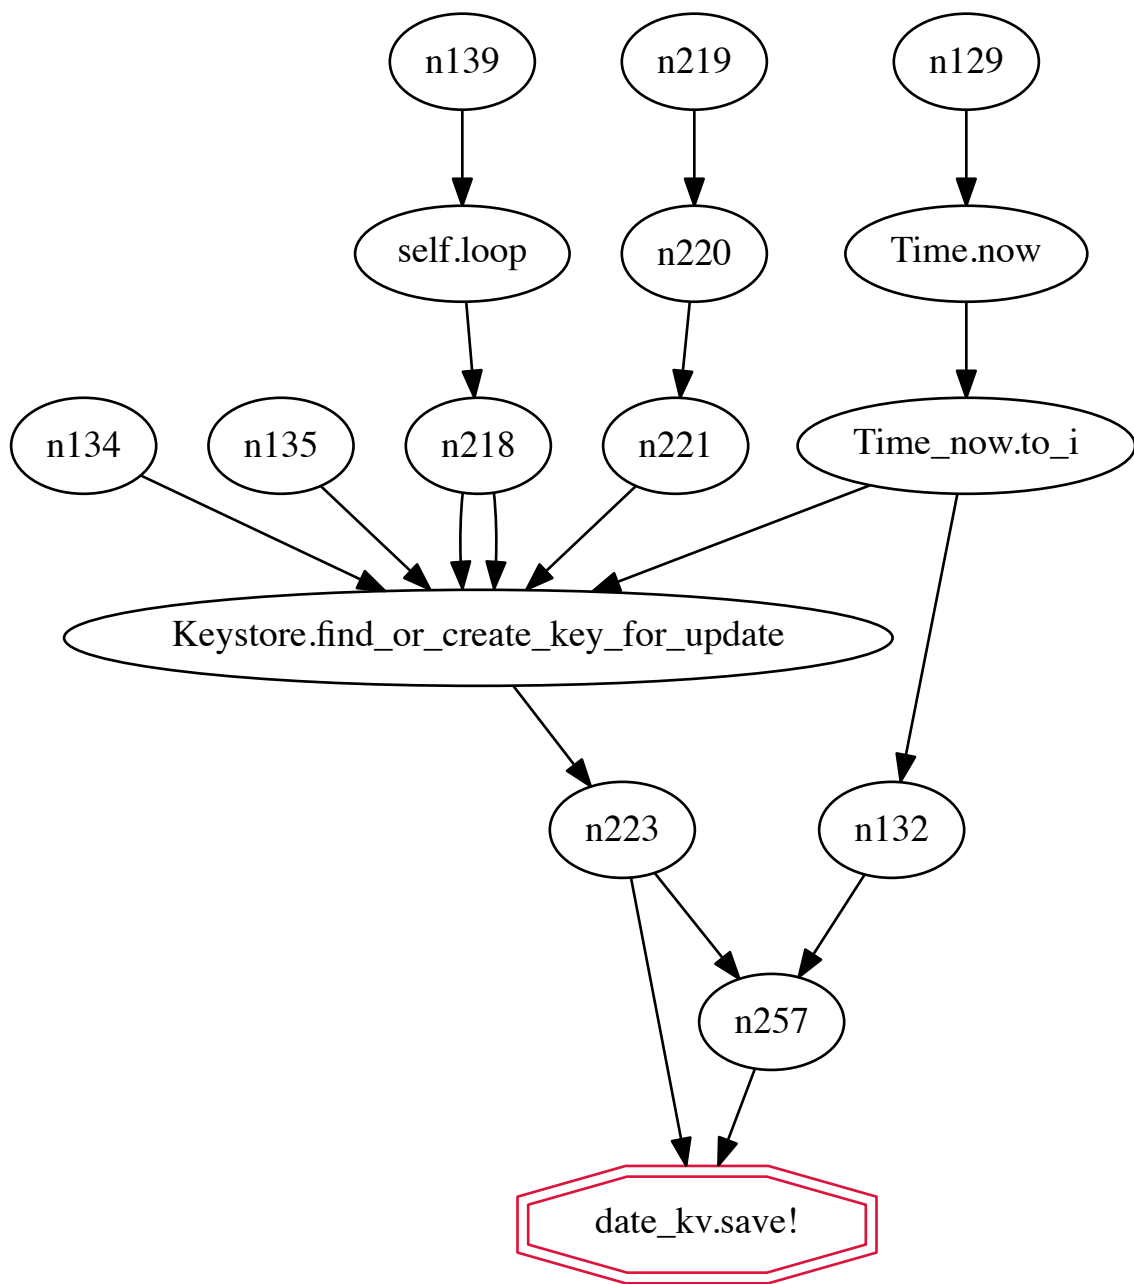 n139
n219
n129
self.loop
n220
Time.now
n134
n135
n218
n221
Time_now.to_i
Keystore.find_or_create_key_for_update
n223
n132
n257
date_kv.save!